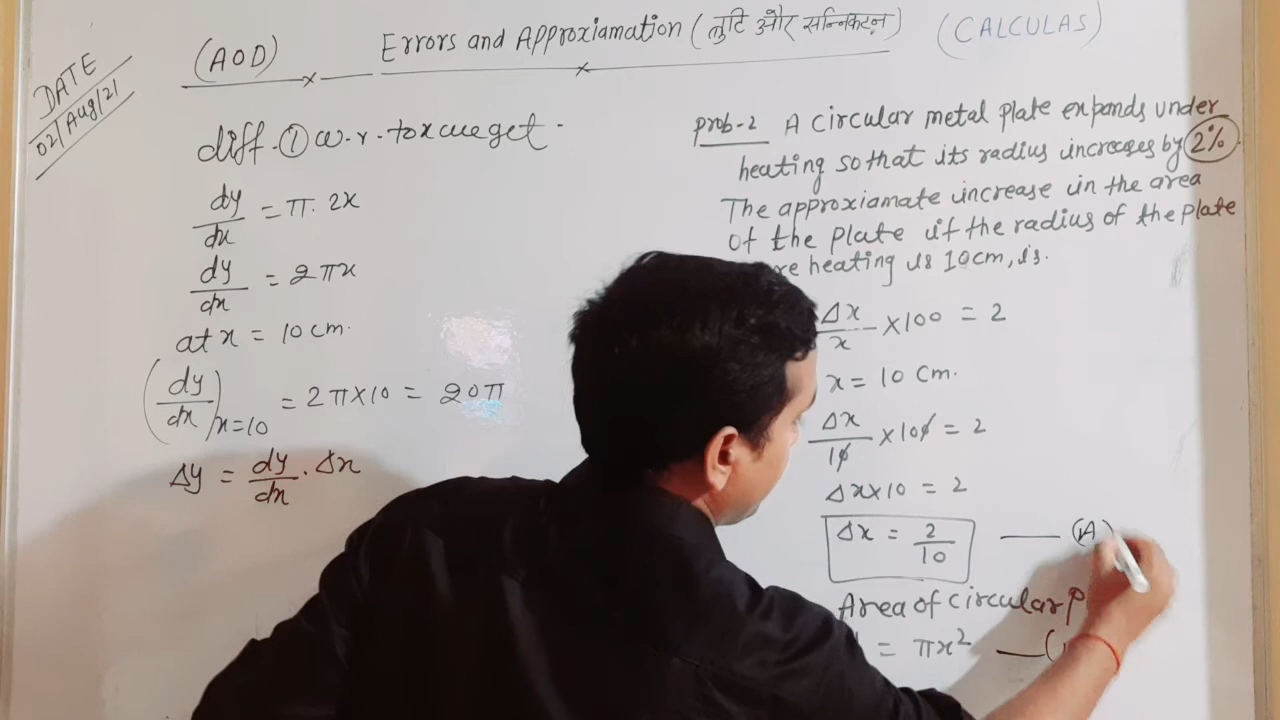 DATE
02/Aug/21
(AOD) Errors and Approxiamation (त्रुटि और सन्निकटन) (CALCULAS)
diff. ① w.r.to x we get.
dy/dx = π. 2x
dy/dx = 2πx
at x = 10 cm.
(dy/dx)x=10 = 2π×10 = 20π
Δy = dy/dx . Δx
Prob-2 A circular metal plate expands under
heating so that its radius increases by 2%.
The approxiamate increase in the area
of the plate if the radius of the plate
heating is 10cm, is.
Δx/x ×100 = 2
x = 10 cm.
Δx/10 ×100 = 2
Δx×10 = 2
Δx = 2/10 —(A)
Area of circular
= πx² —